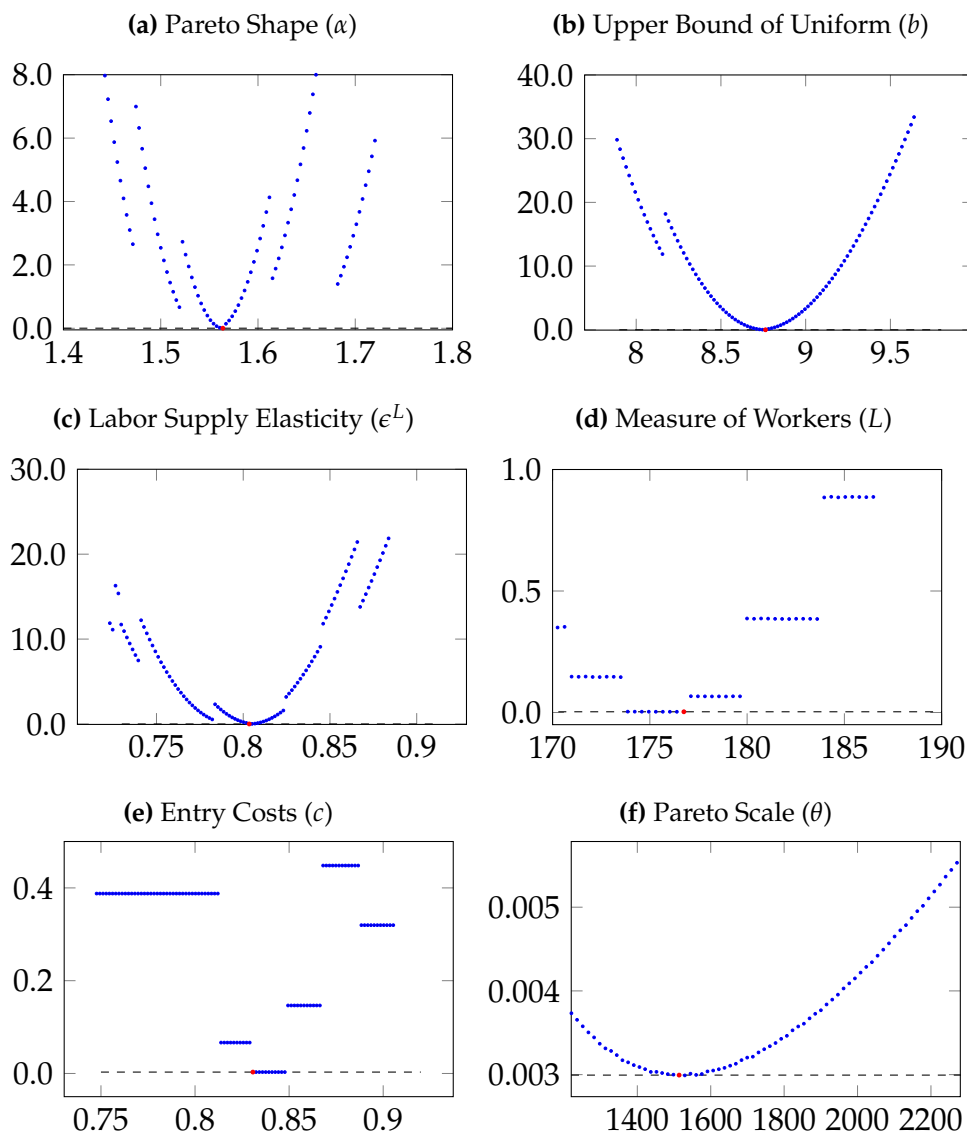 (a) Pareto Shape (α)
8.0
6.0
4.0
2.0
0.0
1.4 1.5 1.6 1.7 1.8
(b) Upper Bound of Uniform (b)
40.0
30.0
20.0
10.0
0.0
8 8.5 9 9.5
(c) Labor Supply Elasticity (ϵ^L)
30.0
20.0
10.0
0.0
0.75 0.8 0.85 0.9
(d) Measure of Workers (L)
1.0
0.5
0.0
170 175 180 185 190
(e) Entry Costs (c)
0.4
0.2
0.0
0.75 0.8 0.85 0.9
(f) Pareto Scale (θ)
0.005
0.003
0.003
1400 1600 1800 2000 2200